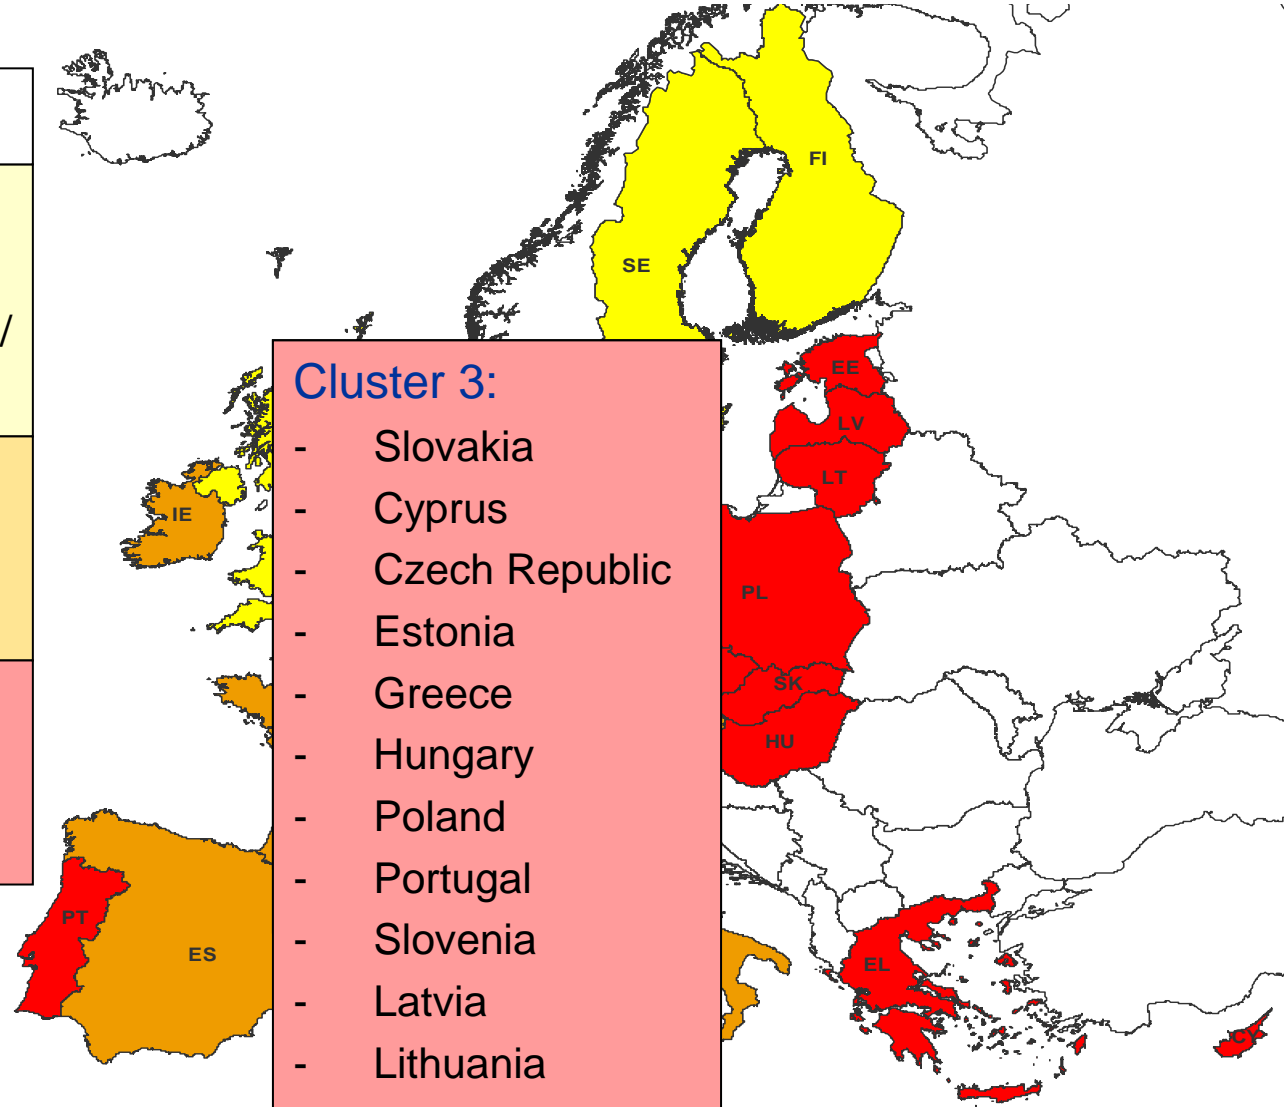 /
FI
SE
EE
LV
LT
IE
PL
SK
HU
PT
ES
EL
CY
Cluster 3:
- Slovakia
- Cyprus
- Czech Republic
- Estonia
- Greece
- Hungary
- Poland
- Portugal
- Slovenia
- Latvia
- Lithuania